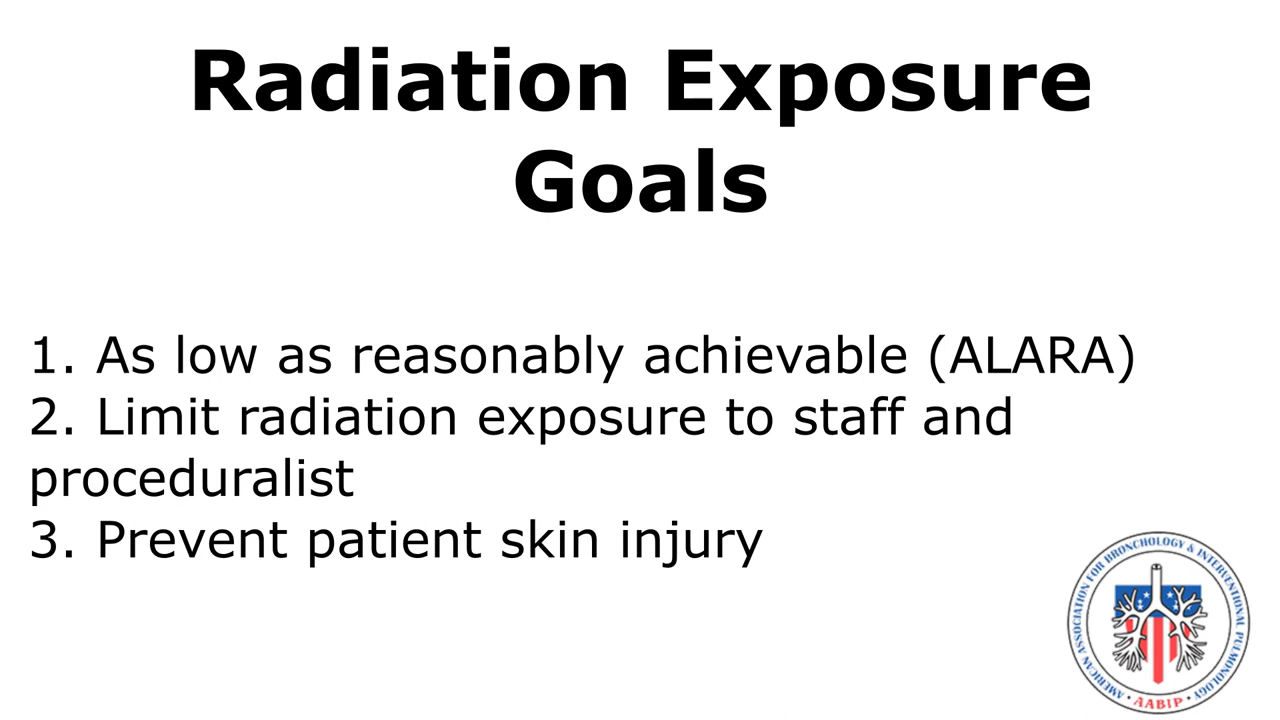 Radiation Exposure
Goals
1. As low as reasonably achievable (ALARA)
2. Limit radiation exposure to staff and
proceduralist
3. Prevent patient skin injury
AMERICAN ASSOCIATION FOR BRONCHOLOGY & INTERVENTIONAL PULMONOLOGY
• AABIP •